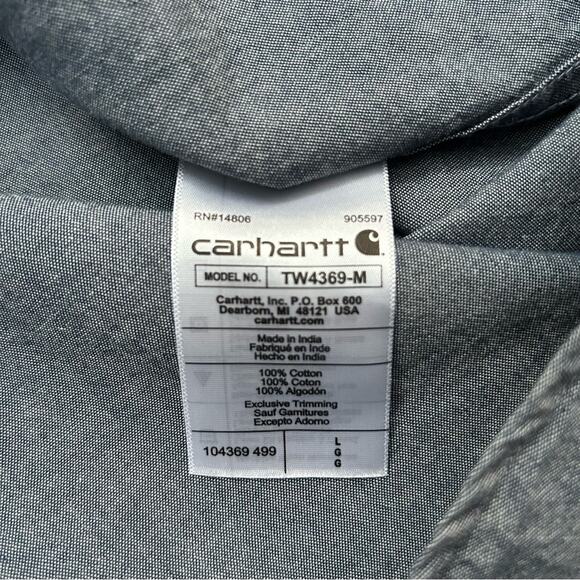 RN#14806 905597
carhartt
MODEL NO. TW4369-M
Carhartt, Inc. P.O. Box 600
Dearborn, MI 48121 USA
carhartt.com
Made in India
Fabriqué en Inde
Hecho en India
100% Cotton
100% Coton
100% Algodón
Exclusive Trimming
Sauf Garnitures
Excepto Adorno
104369 499 L
G
G